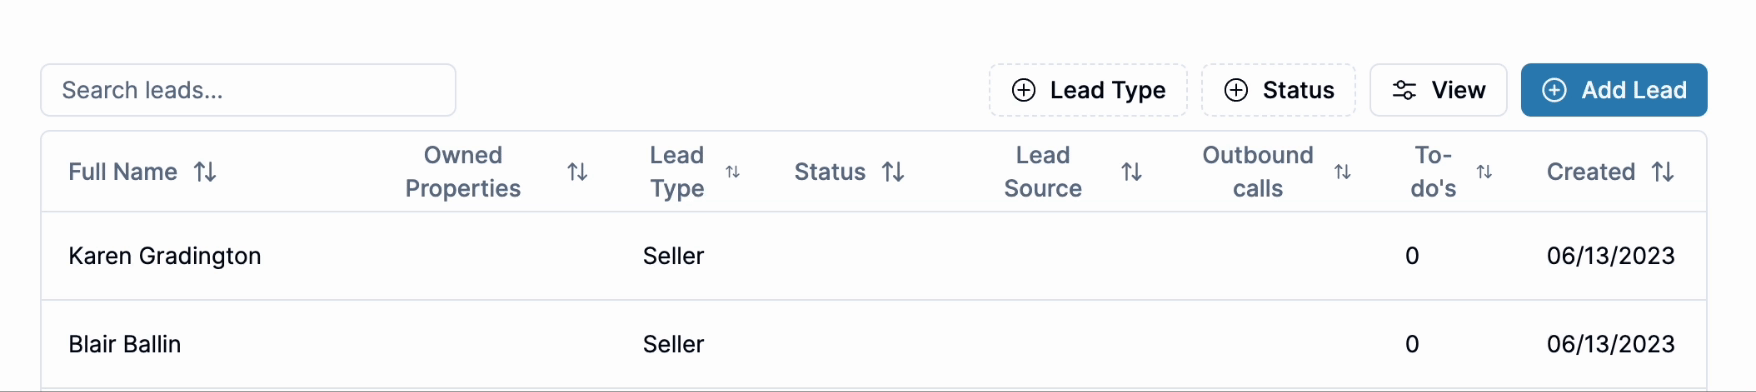 Search leads...
Lead Type
Status
View
Add Lead
Full Name
Owned
Properties
Lead
Type
Status
Lead
Source
Outbound
calls
To-
do's
Created
Karen Gradington
Seller
0
06/13/2023
Blair Ballin
Seller
0
06/13/2023